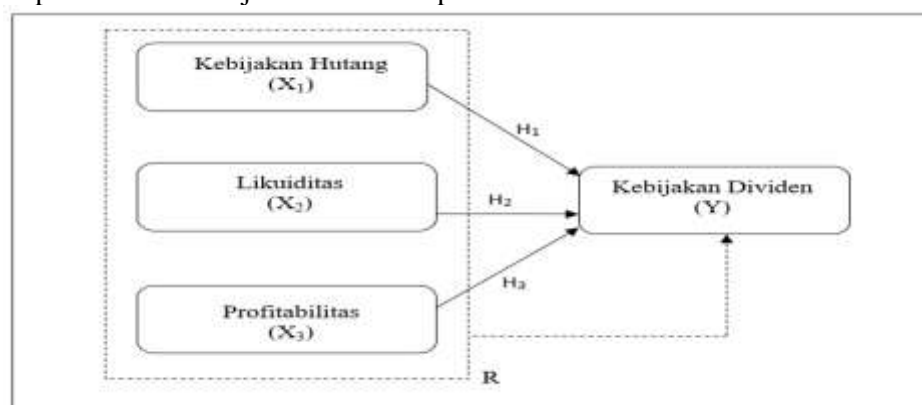 Kebijakan Hutang
(X₁)
H₁
Likuiditas
(X₂)
H₂
Kebijakan Dividen
(Y)
Profitabilitas
(X₃)
H₃
R